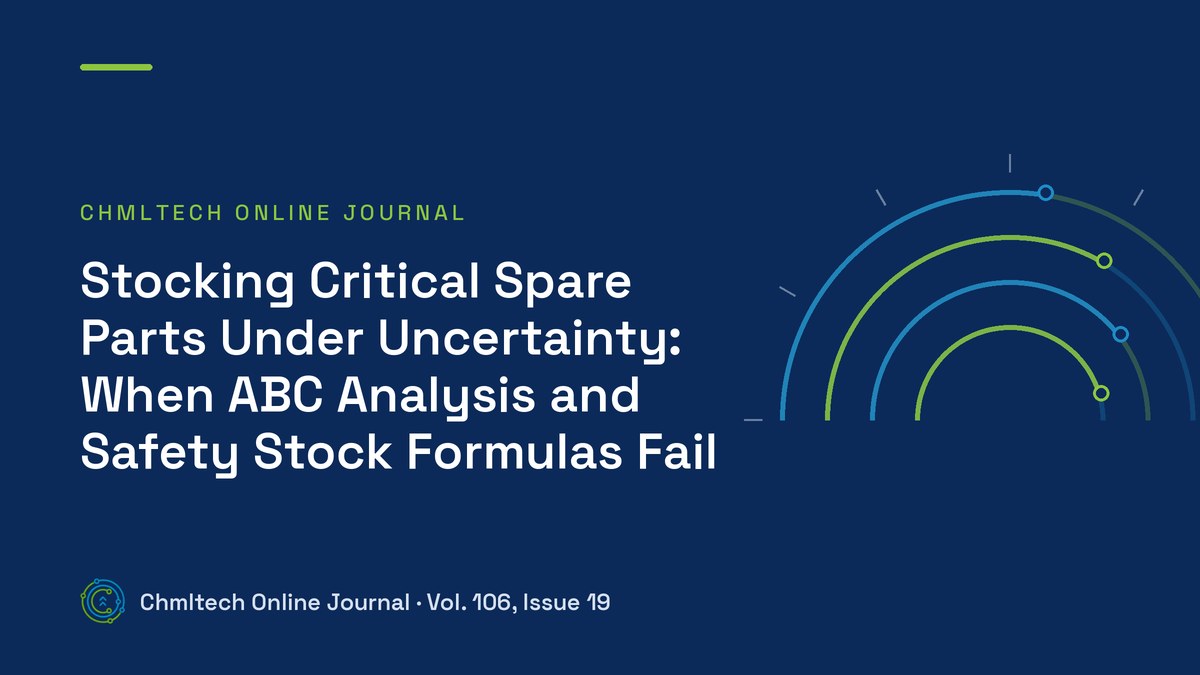 CHMLTECH ONLINE JOURNAL
Stocking Critical Spare
Parts Under Uncertainty:
When ABC Analysis and
Safety Stock Formulas Fail
Chmltech Online Journal · Vol. 106, Issue 19